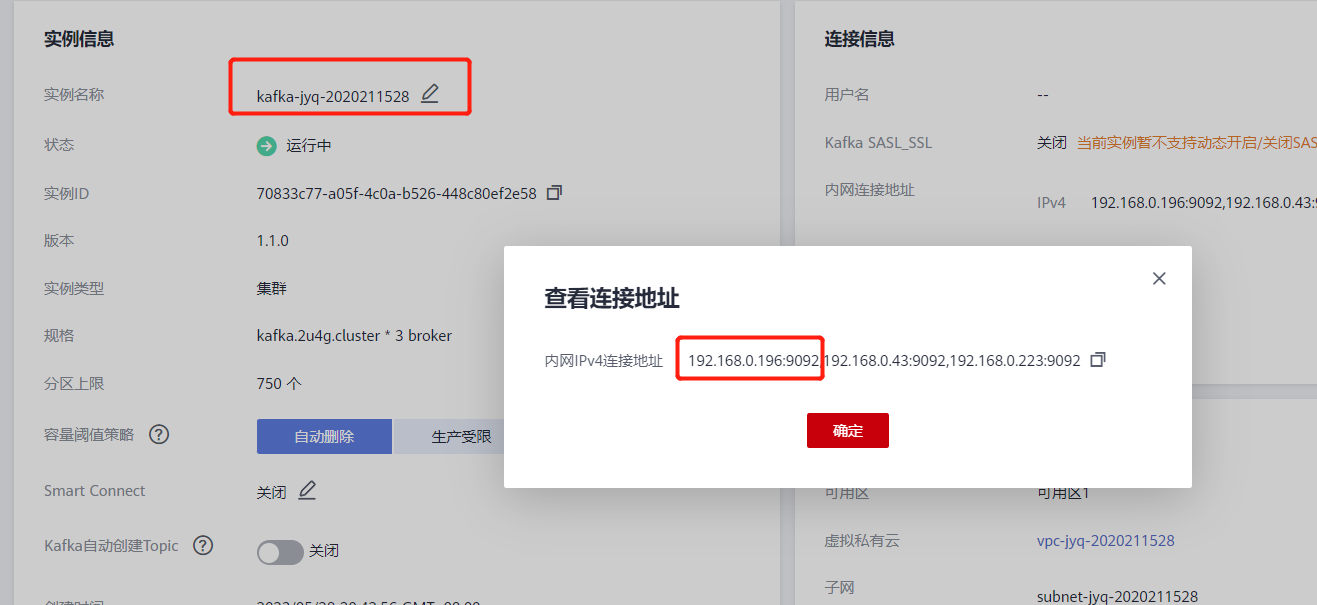 实例信息
实例名称
kafka-jyq-2020211528
状态
运行中
实例ID
70833c77-a05f-4c0a-b526-448c80ef2e58
版本
1.1.0
实例类型
集群
规格
kafka.2u4g.cluster * 3 broker
分区上限
750 个
容量阈值策略 ?
自动删除
生产受限
Smart Connect
关闭
Kafka自动创建Topic ?
关闭
创建时间
连接信息
用户名
--
Kafka SASL_SSL
关闭 当前实例暂不支持动态开启/关闭SAS
内网连接地址
IPv4 192.168.0.196:9092,192.168.0.43:9
查看连接地址
内网IPv4连接地址 192.168.0.196:9092,192.168.0.43:9092,192.168.0.223:9092
确定
可用区
可用区1
虚拟私有云
vpc-jyq-2020211528
子网
subnet-jyq-2020211528